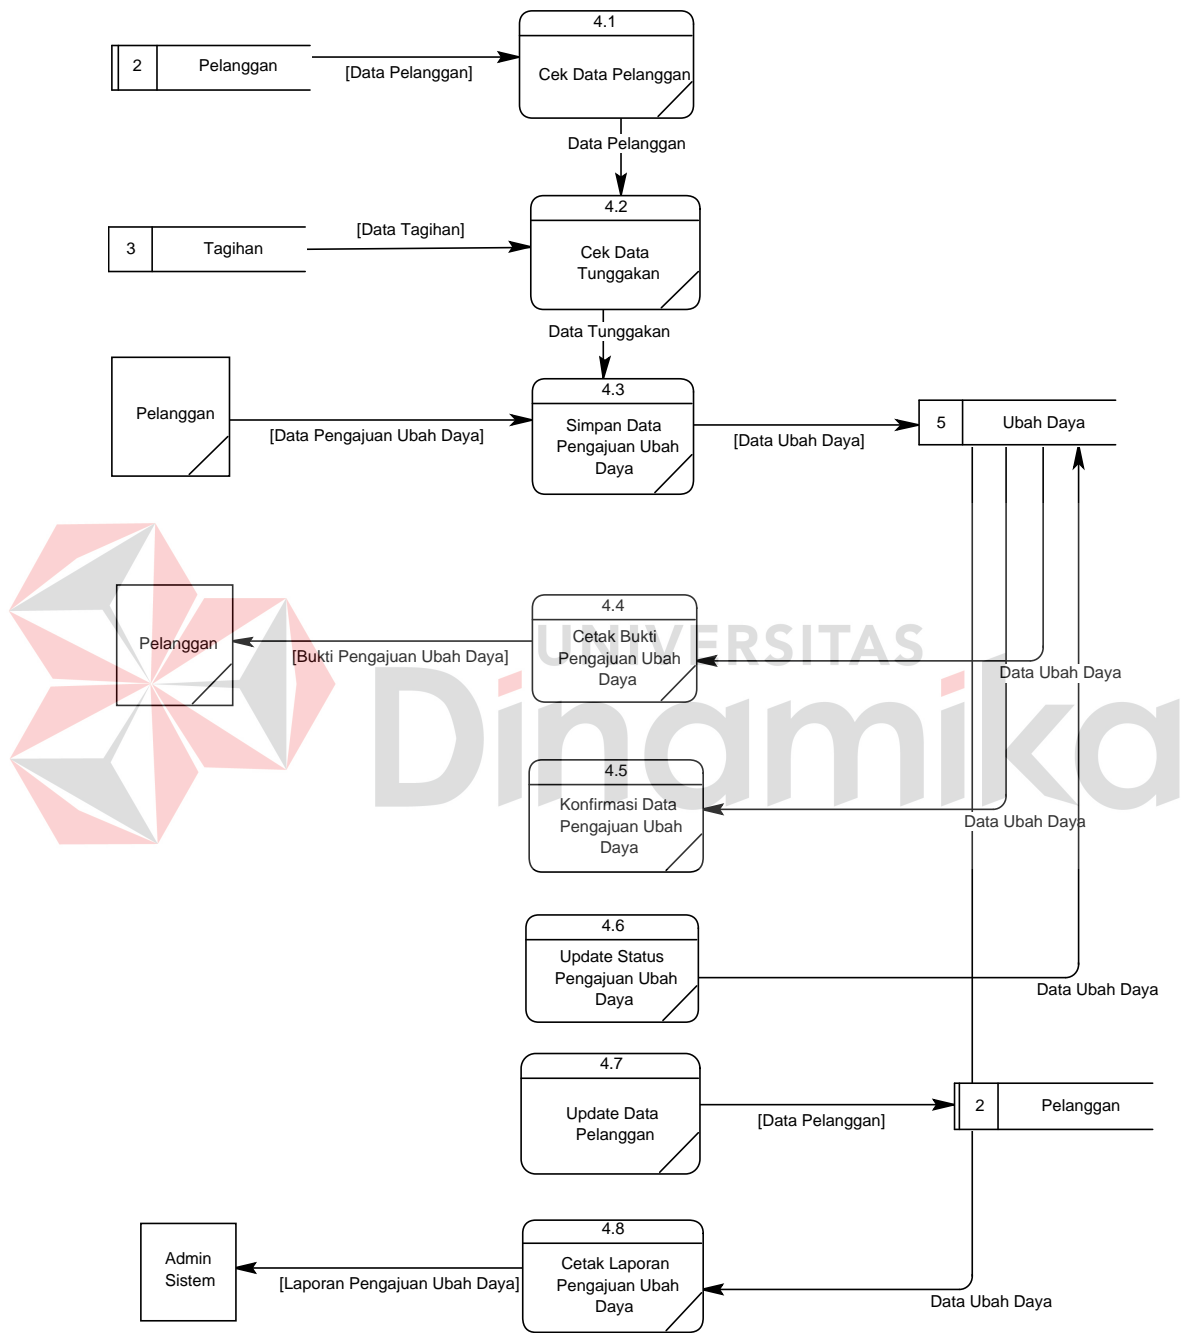 4.1
2 Pelanggan
[Data Pelanggan]
Cek Data Pelanggan
Data Pelanggan
4.2
3 Tagihan
[Data Tagihan]
Cek Data
Tunggakan
Data Tunggakan
4.3
Pelanggan
[Data Pengajuan Ubah Daya]
Simpan Data
Pengajuan Ubah
Daya
[Data Ubah Daya]
5 Ubah Daya
4.4
Pelanggan
[Bukti Pengajuan Ubah Daya]
Cetak Bukti
Pengajuan Ubah
Daya
Data Ubah Daya
UNIVERSITAS
Dinamika
4.5
Konfirmasi Data
Pengajuan Ubah
Daya
Data Ubah Daya
4.6
Update Status
Pengajuan Ubah
Daya
Data Ubah Daya
4.7
Update Data
Pelanggan
[Data Pelanggan]
2 Pelanggan
4.8
Admin
Sistem
[Laporan Pengajuan Ubah Daya]
Cetak Laporan
Pengajuan Ubah
Daya
Data Ubah Daya